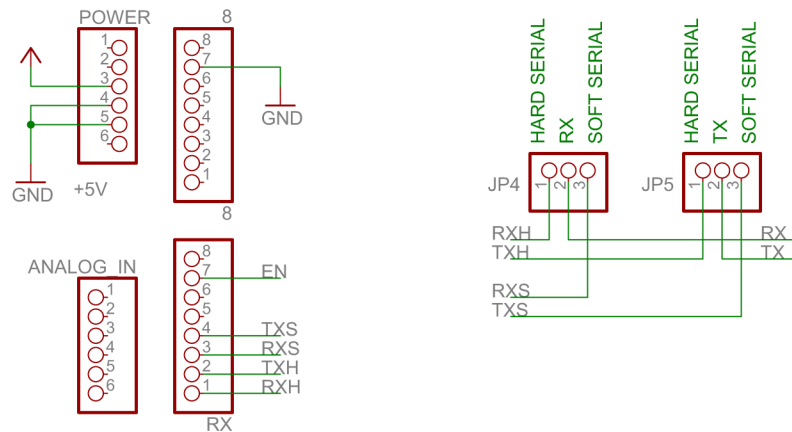 POWER
1
2
3
4
5
6
GND
+5V
8
8
7
6
5
4
3
2
1
GND
8
ANALOG_IN
1
2
3
4
5
6
8
7
6
5
4
3
2
1
EN
TXS
RXS
TXH
RXH
RX
HARD SERIAL
RX
SOFT SERIAL
JP4
1
2
3
HARD SERIAL
TX
SOFT SERIAL
JP5
1
2
3
RXH
TXH
RXS
TXS
RX
TX